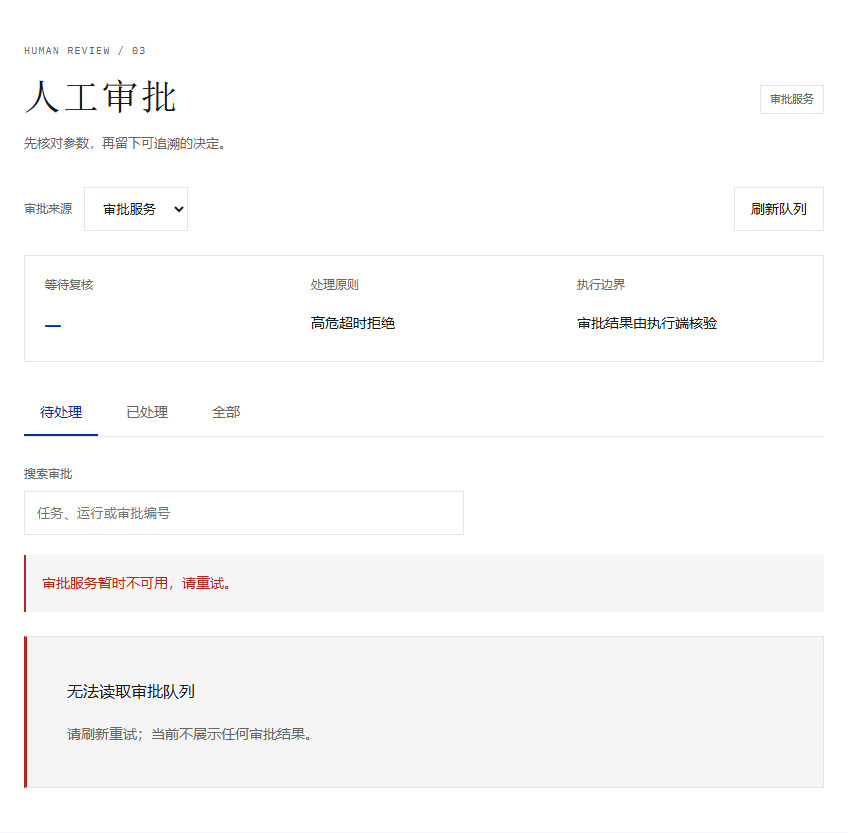 HUMAN REVIEW / 03
人工审批
审批服务
先核对参数，再留下可追溯的决定。
审批来源
审批服务
刷新队列
等待复核
处理原则
执行边界
—
高危超时拒绝
审批结果由执行端核验
待处理
已处理
全部
搜索审批
任务、运行或审批编号
审批服务暂时不可用，请重试。
无法读取审批队列
请刷新重试；当前不展示任何审批结果。